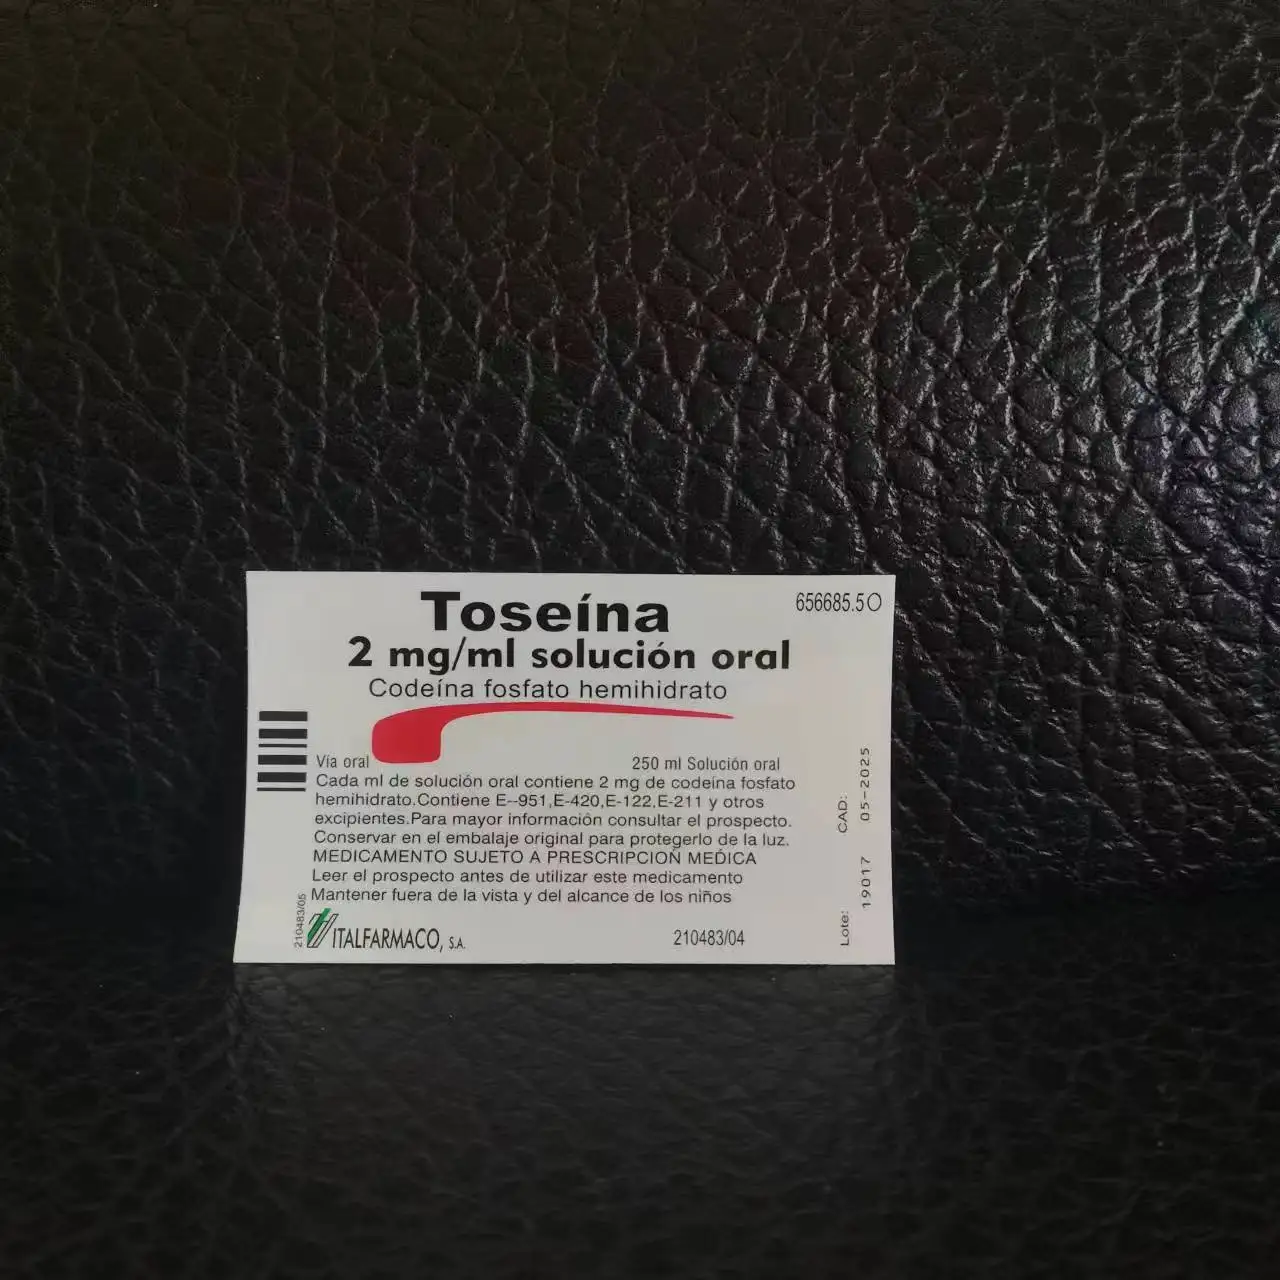 Toseína
656685.5O
2 mg/ml solución oral
Codeína fosfato hemihidrato
Vía oral
250 ml Solución oral
Cada ml de solución oral contiene 2 mg de codeína fosfato
hemihidrato.Contiene E--951,E-420,E-122,E-211 y otros
excipientes.Para mayor información consultar el prospecto.
Conservar en el embalaje original para protegerlo de la luz.
MEDICAMENTO SUJETO A PRESCRIPCION MEDICA
Leer el prospecto antes de utilizar este medicamento
Mantener fuera de la vista y del alcance de los niños
210483/05
ITALFARMACO, S.A.
210483/04
Lote: CAD:
19017 05-2025